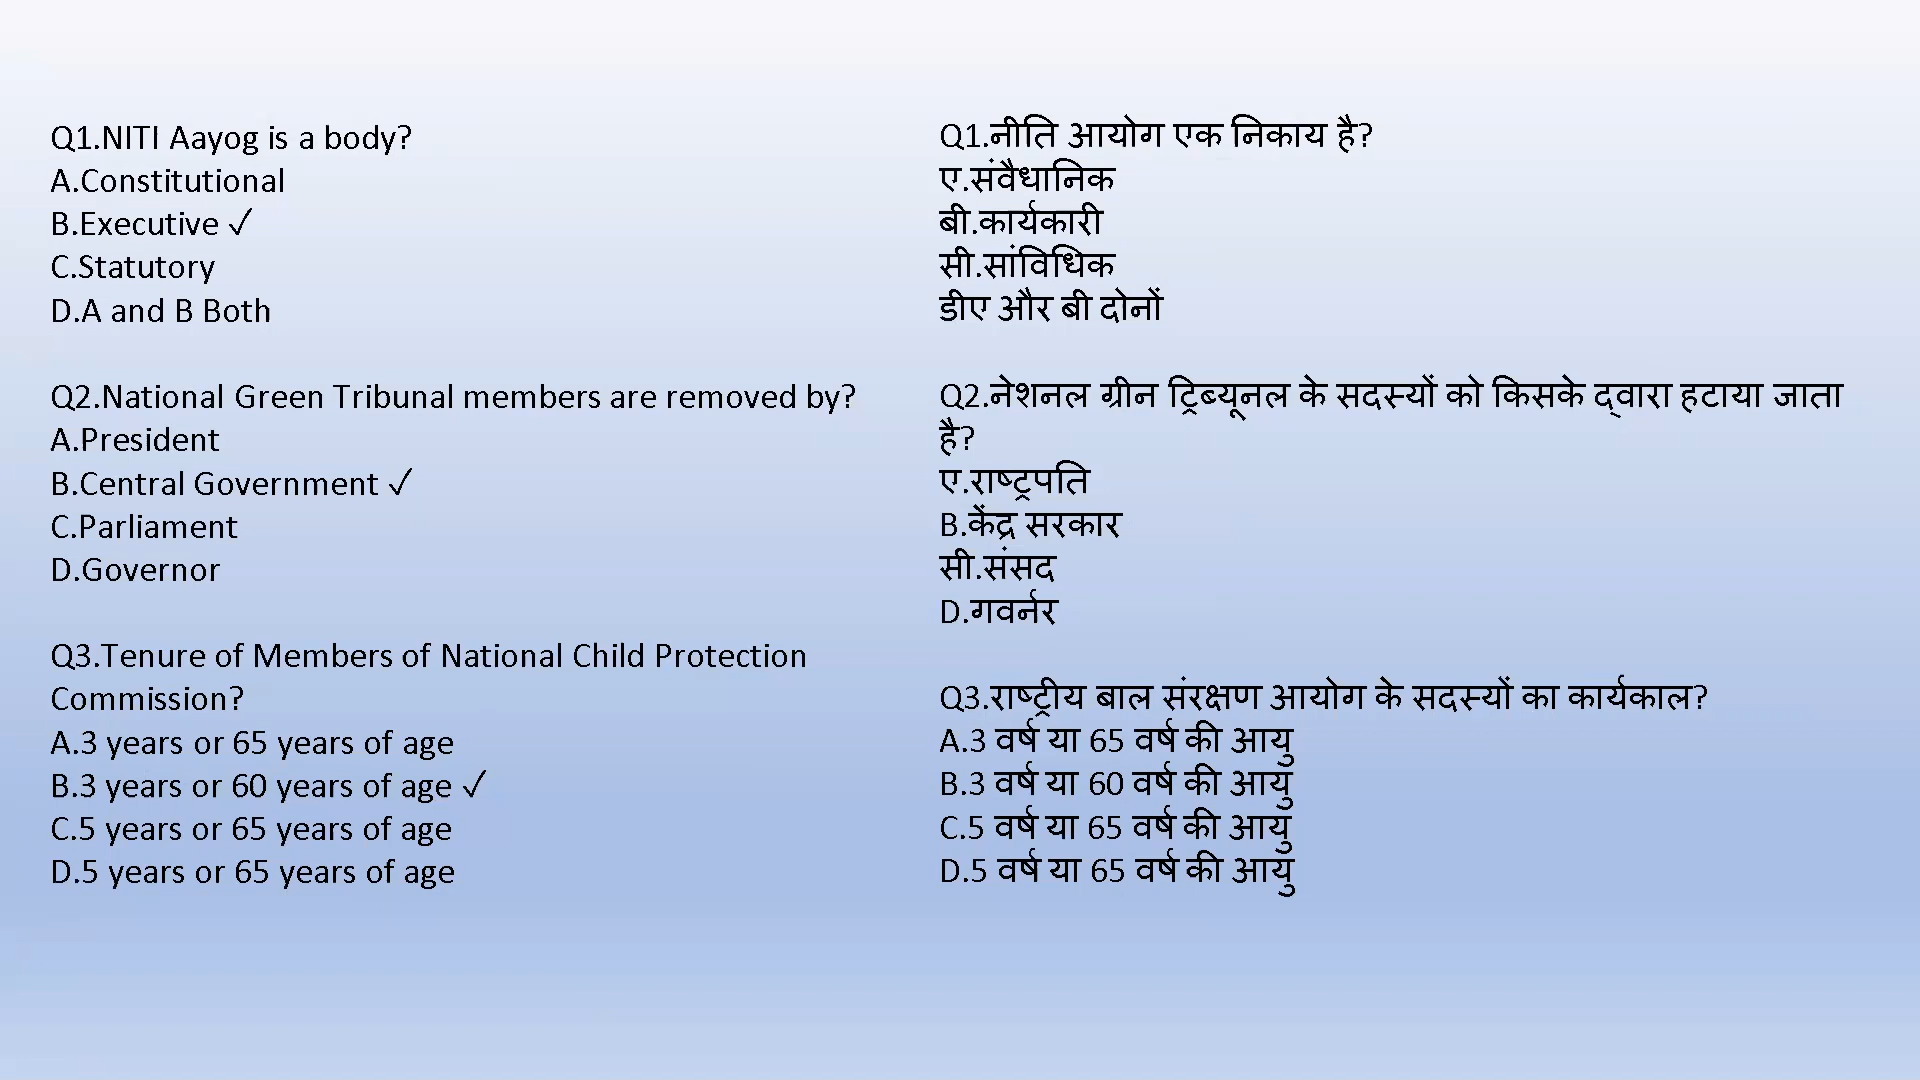 Q1.NITI Aayog is a body?
A.Constitutional
B.Executive ✓
C.Statutory
D.A and B Both

Q2.National Green Tribunal members are removed by?
A.President
B.Central Government ✓
C.Parliament
D.Governor

Q3.Tenure of Members of National Child Protection
Commission?
A.3 years or 65 years of age
B.3 years or 60 years of age ✓
C.5 years or 65 years of age
D.5 years or 65 years of age

Q1.नीति आयोग एक निकाय है?
ए.संवैधानिक
बी.कार्यकारी
सी.सांविधिक
डीए और बी दोनों

Q2.नेशनल ग्रीन ट्रिब्यूनल के सदस्यों को किसके द्वारा हटाया जाता
है?
ए.राष्ट्रपति
B.केंद्र सरकार
सी.संसद
D.गवर्नर

Q3.राष्ट्रीय बाल संरक्षण आयोग के सदस्यों का कार्यकाल?
A.3 वर्ष या 65 वर्ष की आयु
B.3 वर्ष या 60 वर्ष की आयु
C.5 वर्ष या 65 वर्ष की आयु
D.5 वर्ष या 65 वर्ष की आयु